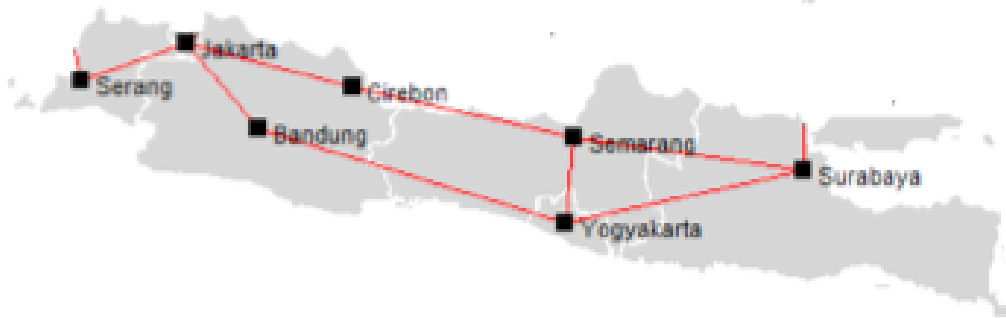 Jakarta
Serang
Cirebon
Bandung
Semarang
Surabaya
Yogyakarta